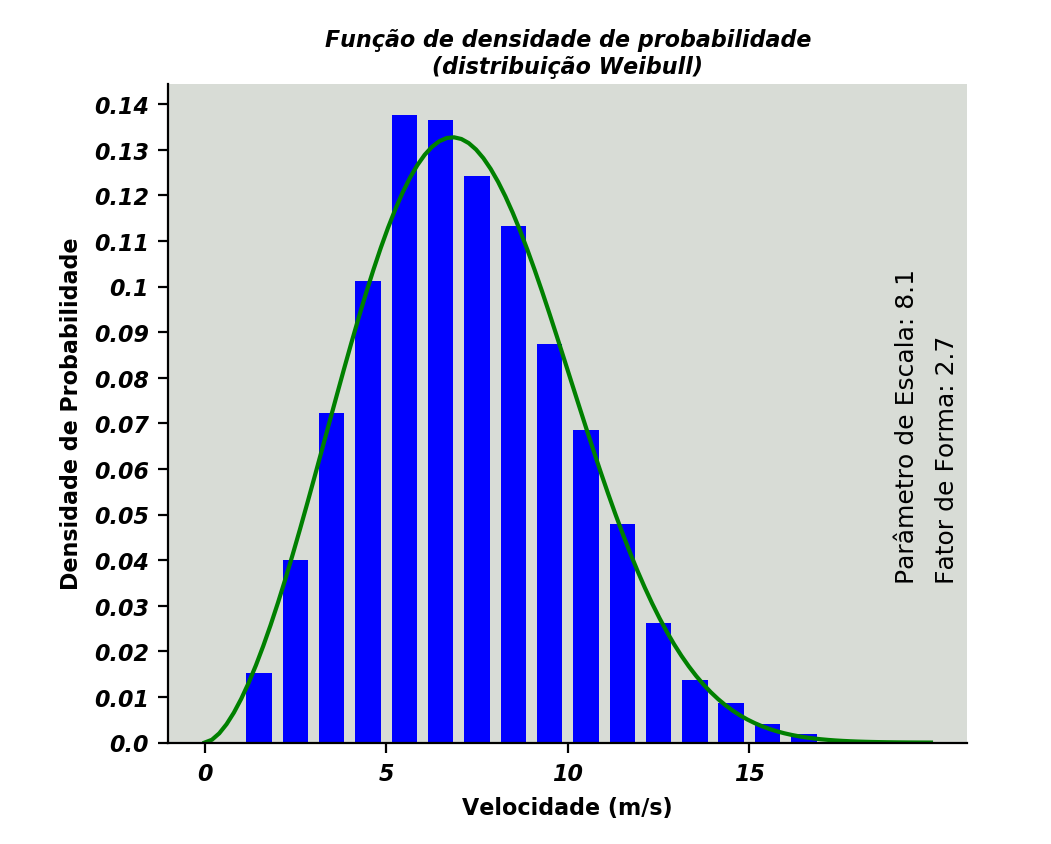 Função de densidade de probabilidade
(distribuição Weibull)
0.14
0.13
0.12
0.11
0.1
0.09
0.08
0.07
0.06
0.05
0.04
0.03
0.02
0.01
0.0
Densidade de Probabilidade
Parâmetro de Escala: 8.1
Fator de Forma: 2.7
0 5 10 15
Velocidade (m/s)